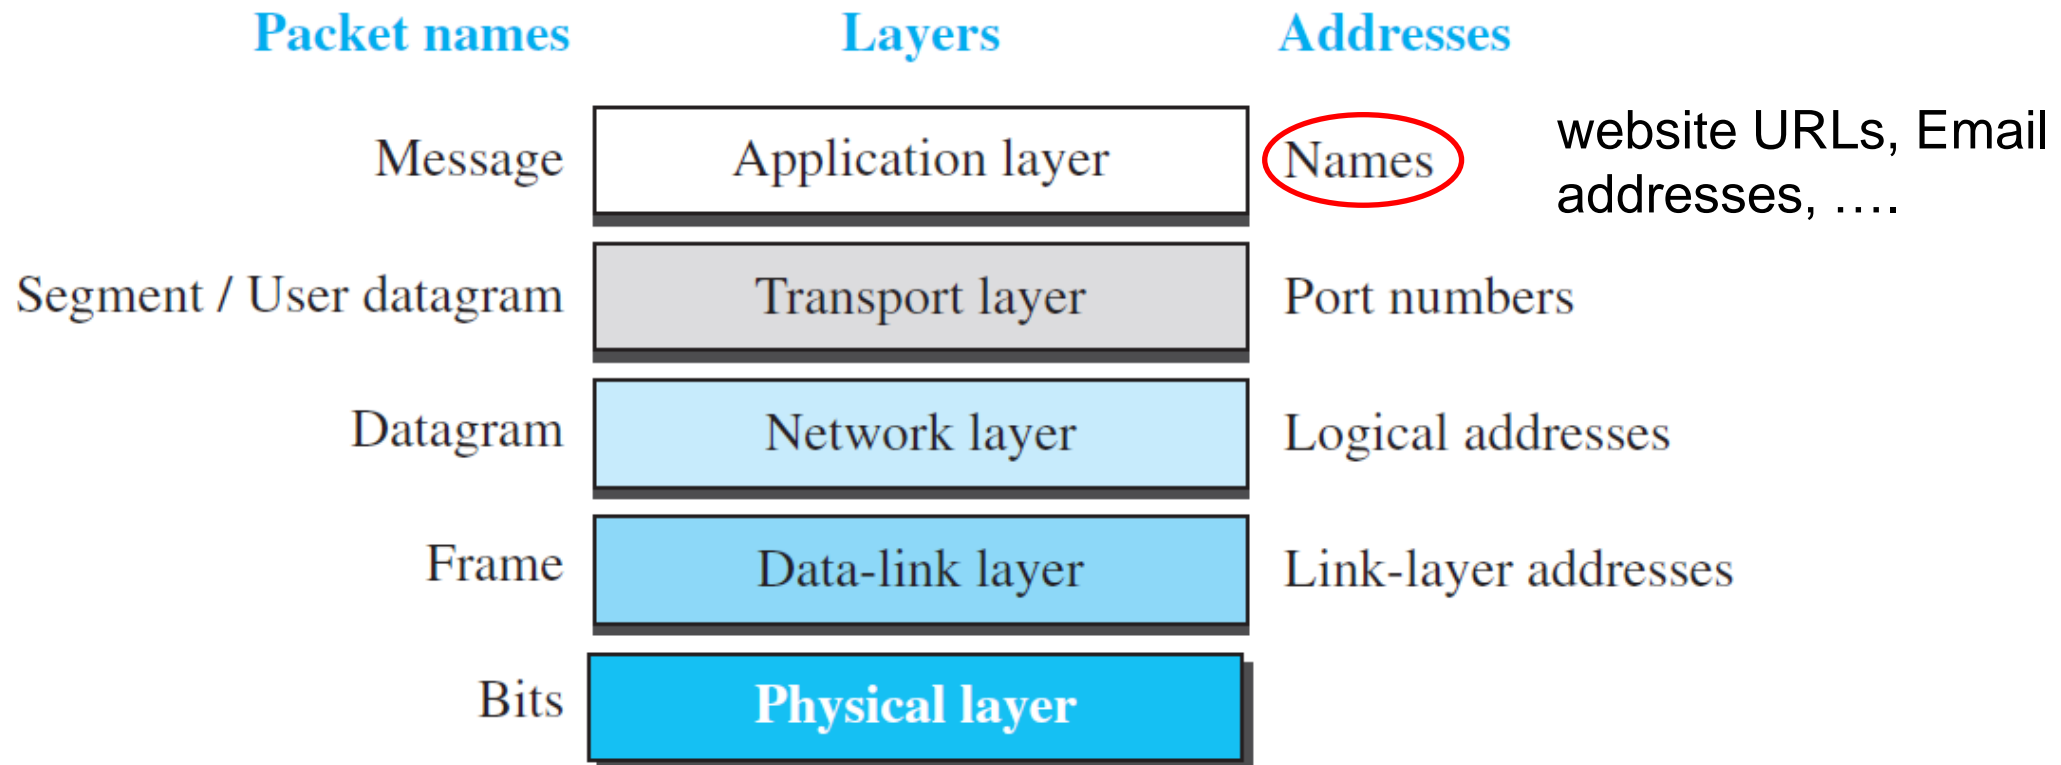 Packet names Layers Addresses
Message Application layer Names website URLs, Email
addresses, ….
Segment / User datagram Transport layer Port numbers
Datagram Network layer Logical addresses
Frame Data-link layer Link-layer addresses
Bits Physical layer